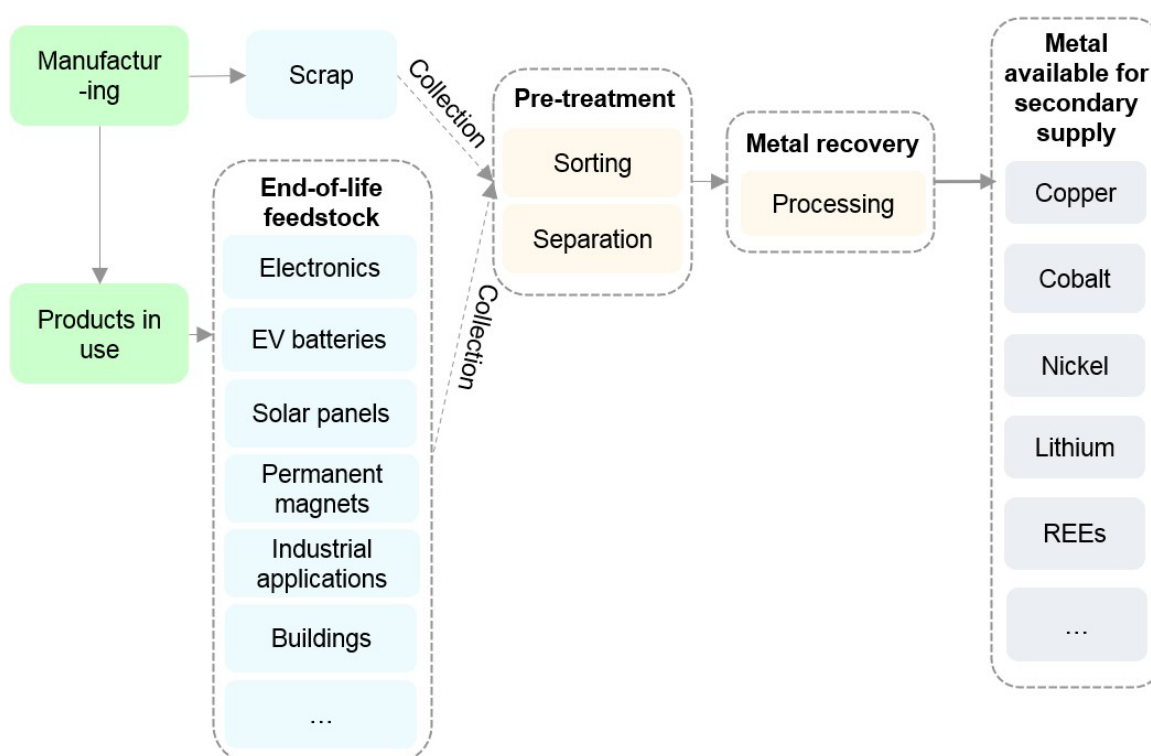 Manufactur
-ing
Scrap
Collection
Pre-treatment
Sorting
Separation
Metal recovery
Processing
Metal
available for
secondary
supply
Copper
Cobalt
Nickel
Lithium
REEs
…
Products in
use
End-of-life
feedstock
Electronics
EV batteries
Solar panels
Permanent
magnets
Industrial
applications
Buildings
…
Collection